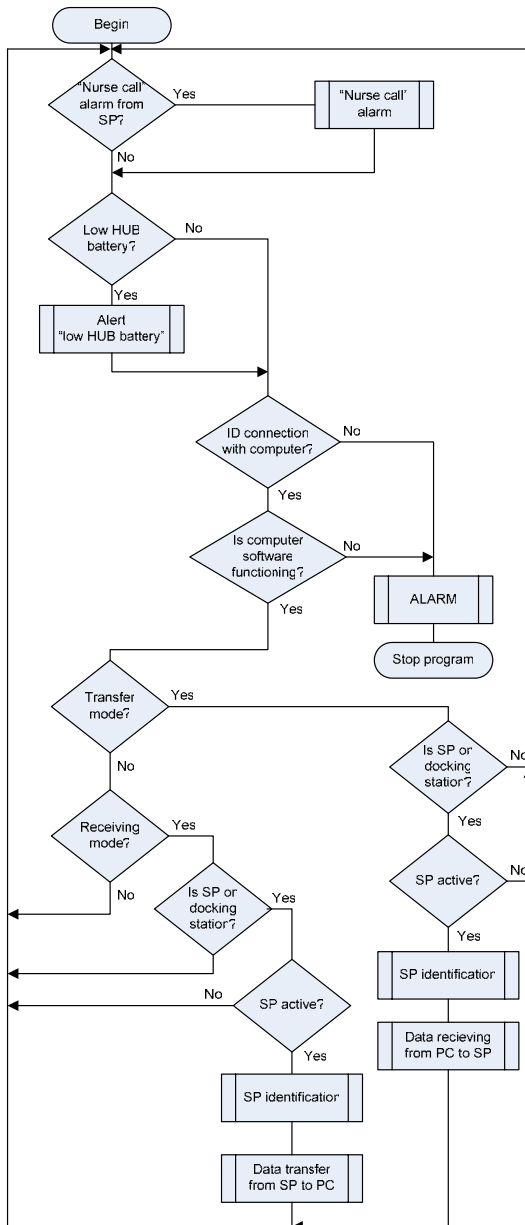 Begin
"Nurse call"
alarm from
SP?
Yes
"Nurse call"
alarm
No
Low HUB
battery?
No
Yes
Alert
"low HUB battery"
ID connection
with computer?
No
Yes
Is computer
software
functioning?
No
Yes
ALARM
Stop program
Transfer
mode?
Yes
No
Is SP on
docking
station?
No
Yes
Receiving
mode?
Yes
No
Is SP on
docking
station?
Yes
SP active?
No
Yes
SP active?
No
Yes
SP identification
Data recieving
from PC to SP
SP identification
Data transfer
from SP to PC